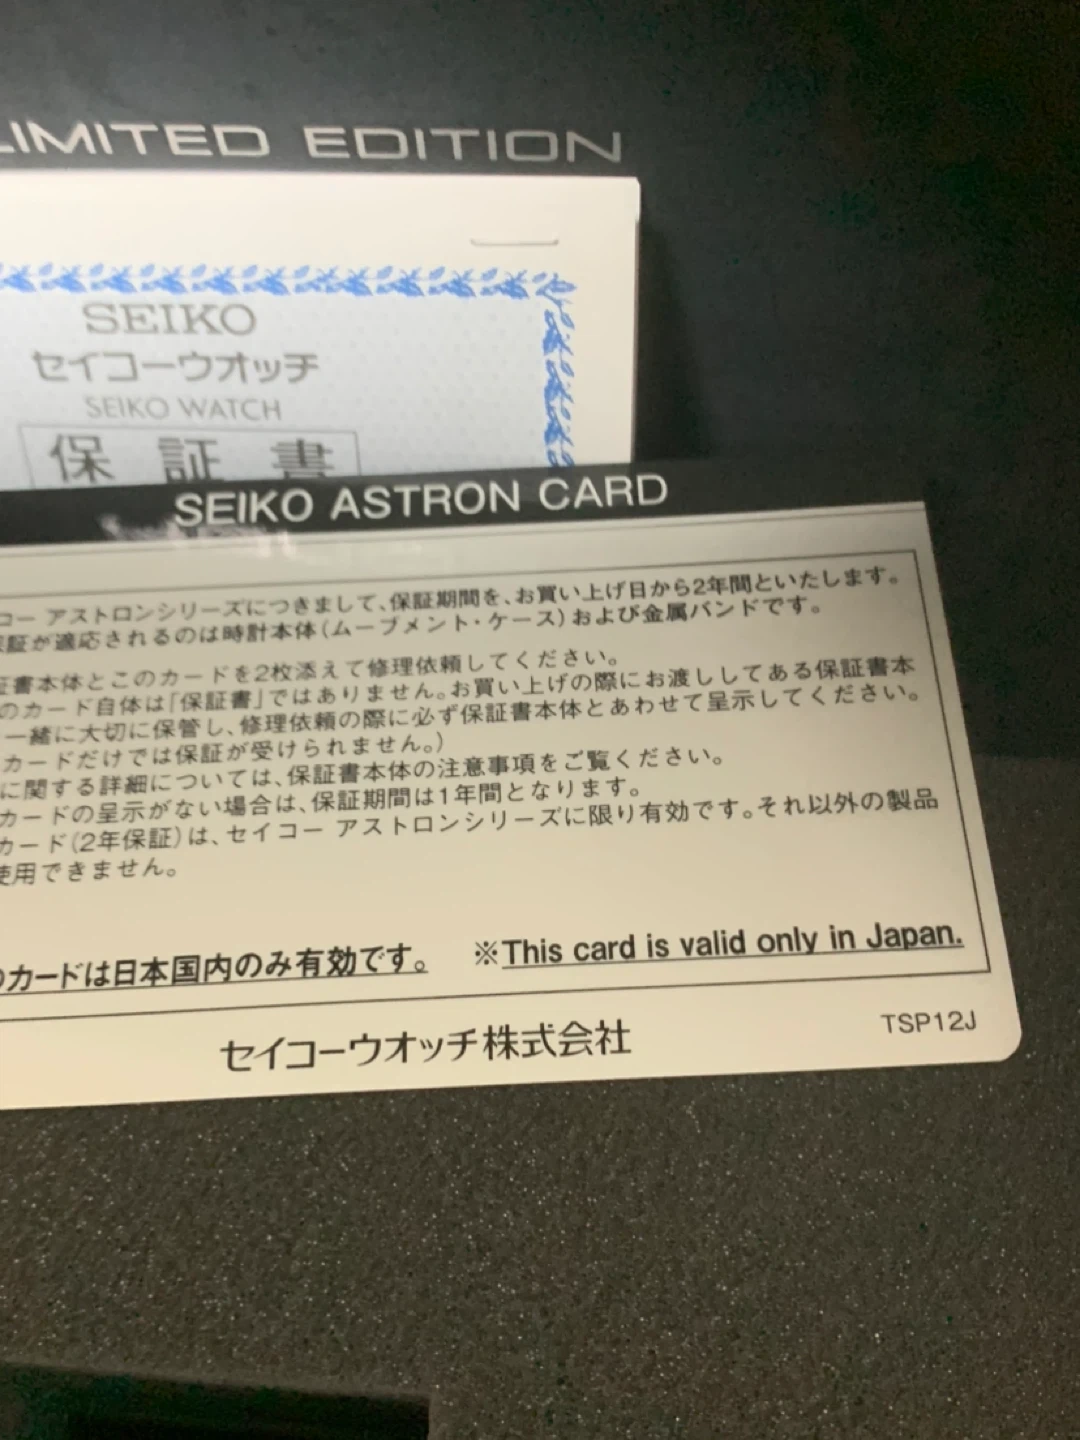 LIMITED EDITION
SEIKO
セイコーウオッチ
SEIKO WATCH
保証書
SEIKO ASTRON CARD
コー アストロンシリーズにつきまして、保証期間を、お買い上げ日から2年間といたします。
証が適応されるのは時計本体(ムーブメント・ケース)および金属バンドです。
証書本体とこのカードを2枚添えて修理依頼してください。
のカード自体は「保証書」ではありません。お買い上げの際にお渡ししてある保証書本
一緒に大切に保管し、修理依頼の際に必ず保証書本体とあわせて呈示してください。
カードだけでは保証が受けられません。)
に関する詳細については、保証書本体の注意事項をご覧ください。
カードの呈示がない場合は、保証期間は1年間となります。
カード(2年保証)は、セイコー アストロンシリーズに限り有効です。それ以外の製品
使用できません。
のカードは日本国内のみ有効です。 ※This card is valid only in Japan.
セイコーウオッチ株式会社
TSP12J